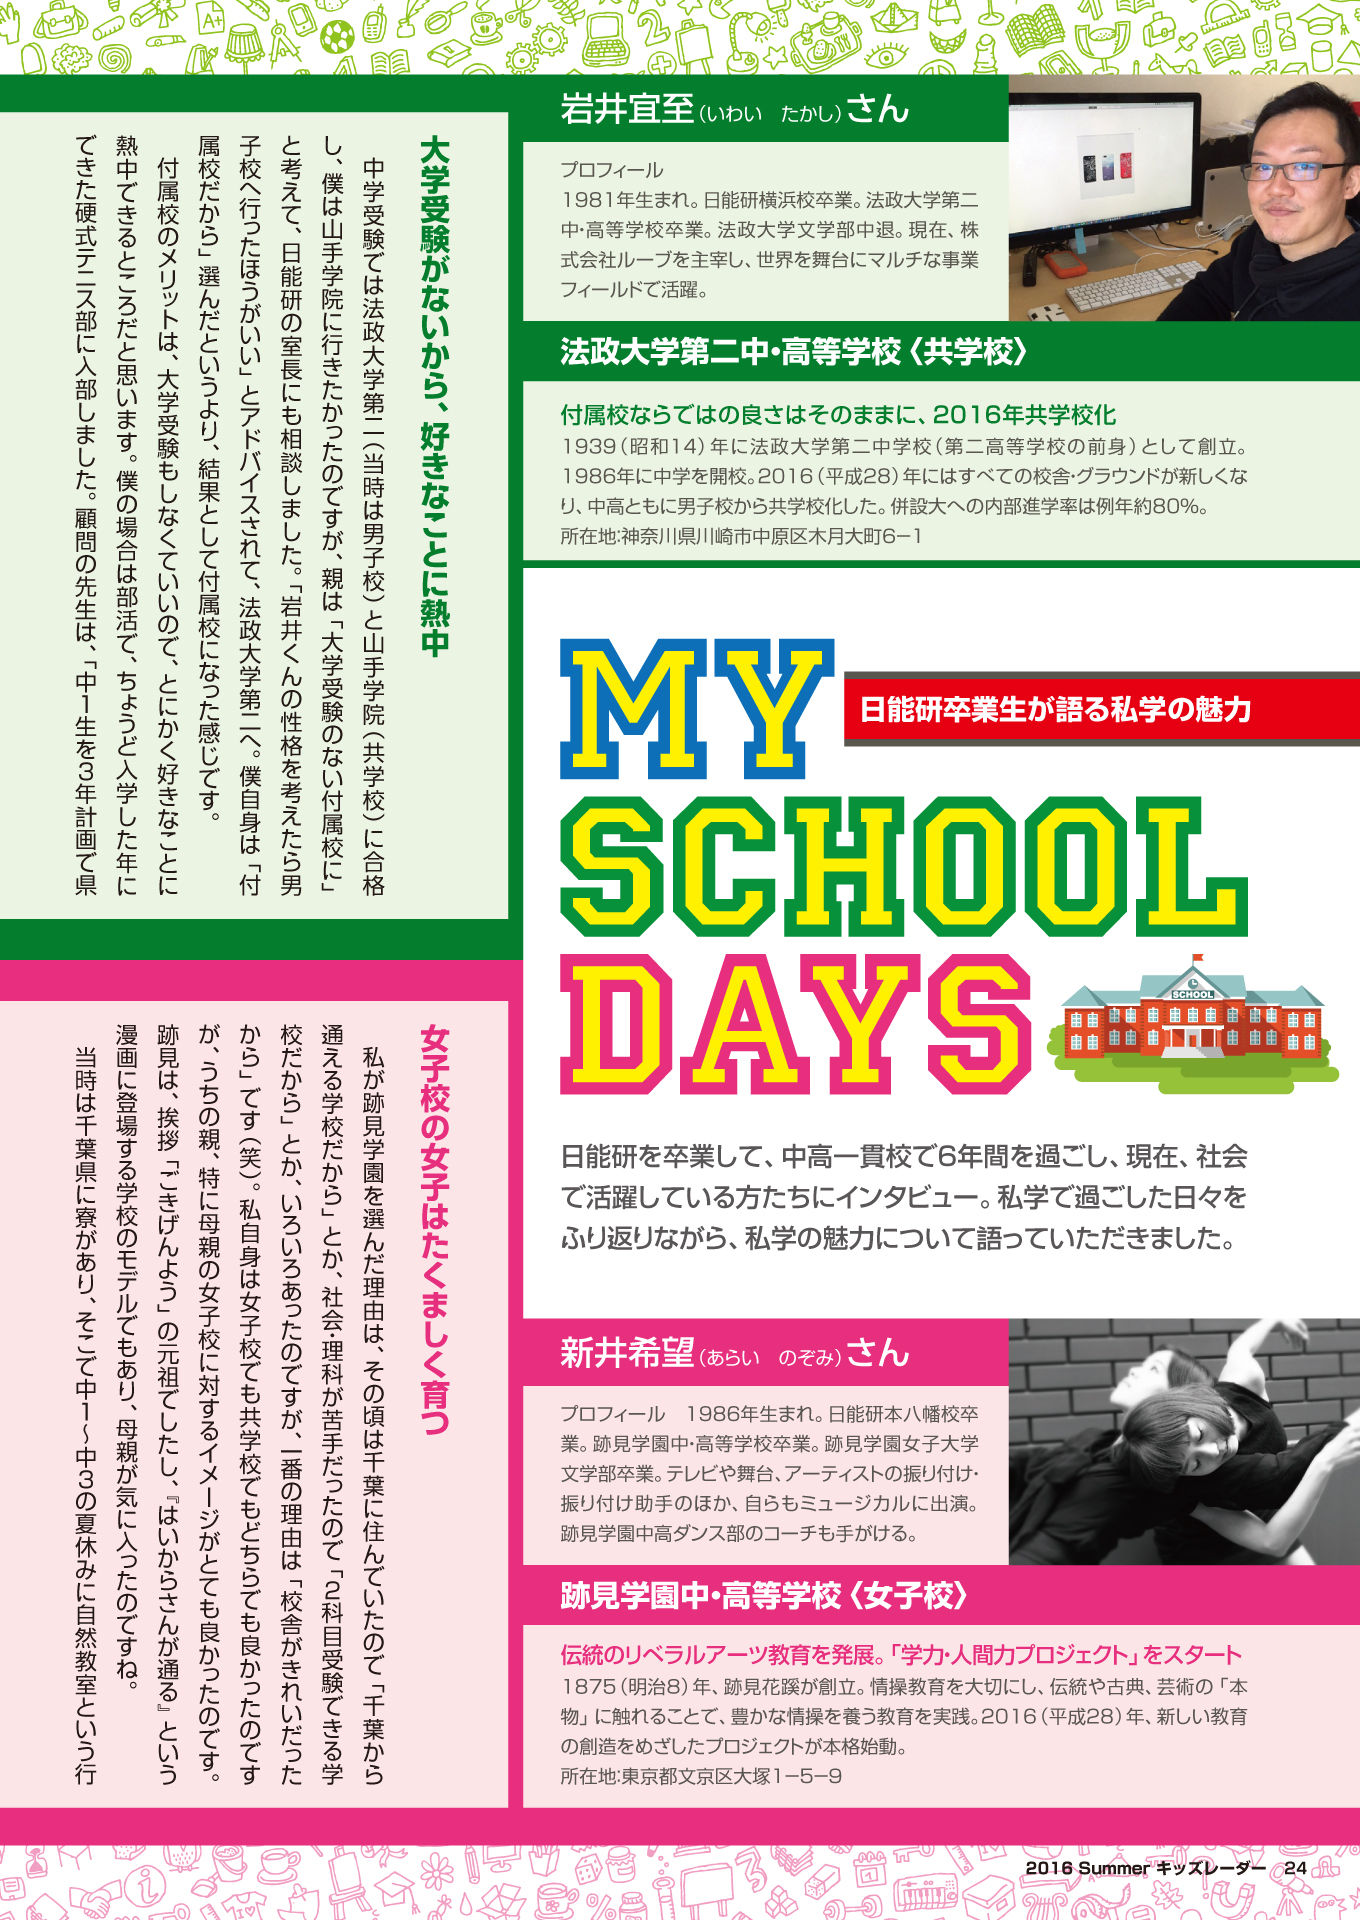 岩井宜至（いわい　たかし）さん
プロフィール
1981年生まれ。日能研横浜校卒業。法政大学第二
中・高等学校卒業。法政大学文学部中退。現在、株
式会社ルーブを主宰し、世界を舞台にマルチな事業
フィールドで活躍。
法政大学第二中・高等学校〈共学校〉
付属校ならではの良さはそのままに、2016年共学校化
1939（昭和14）年に法政大学第二中学校（第二高等学校の前身）として創立。
1986年に中学を開校。2016（平成28）年にはすべての校舎・グラウンドが新しくな
り、中高ともに男子校から共学校化した。併設大への内部進学率は例年約80%。
所在地:神奈川県川崎市中原区木月大町6−1
大学受験がないから、好きなことに熱中
中学受験では法政大学第二（当時は男子校）と山手学院（共学校）に合格
し、僕は山手学院に行きたかったのですが、親は「大学受験のない付属校に」
と考えて、日能研の室長にも相談しました。「岩井くんの性格を考えたら男
子校へ行ったほうがいい」とアドバイスされて、法政大学第二へ。僕自身は「付
属校だから」選んだというより、結果として付属校になった感じです。
付属校のメリットは、大学受験もしなくていいので、とにかく好きなことに
熱中できるところだと思います。僕の場合は部活で、ちょうど入学した年に
できた硬式テニス部に入部しました。顧問の先生は、「中1生を3年計画で県
MY
日能研卒業生が語る私学の魅力
SCHOOL
DAYS
SCHOOL
日能研を卒業して、中高一貫校で6年間を過ごし、現在、社会
で活躍している方たちにインタビュー。私学で過ごした日々を
ふり返りながら、私学の魅力について語っていただきました。
新井希望（あらい　のぞみ）さん
プロフィール　1986年生まれ。日能研本八幡校卒
業。跡見学園中・高等学校卒業。跡見学園女子大学
文学部卒業。テレビや舞台、アーティストの振り付け・
振り付け助手のほか、自らもミュージカルに出演。
跡見学園中高ダンス部のコーチも手がける。
跡見学園中・高等学校〈女子校〉
伝統のリベラルアーツ教育を発展。「学力・人間力プロジェクト」をスタート
1875（明治8）年、跡見花蹊が創立。情操教育を大切にし、伝統や古典、芸術の「本
物」に触れることで、豊かな情操を養う教育を実践。2016（平成28）年、新しい教育
の創造をめざしたプロジェクトが本格始動。
所在地:東京都文京区大塚1−5−9
女子校の女子はたくましく育つ
私が跡見学園を選んだ理由は、その頃は千葉に住んでいたので「千葉から
通える学校だから」とか、社会・理科が苦手だったので「2科目受験できる学
校だから」とか、いろいろあったのですが、一番の理由は「校舎がきれいだった
から」です（笑）。私自身は女子校でも共学校でもどちらでも良かったのです
が、うちの親、特に母親の女子校に対するイメージがとても良かったのです。
跡見は、挨拶「ごきげんよう」の元祖でしたし、『はいからさんが通る』という
漫画に登場する学校のモデルでもあり、母親が気に入ったのですね。
当時は千葉県に寮があり、そこで中1〜中3の夏休みに自然教室という行
2016 Summer キッズレーダー　24